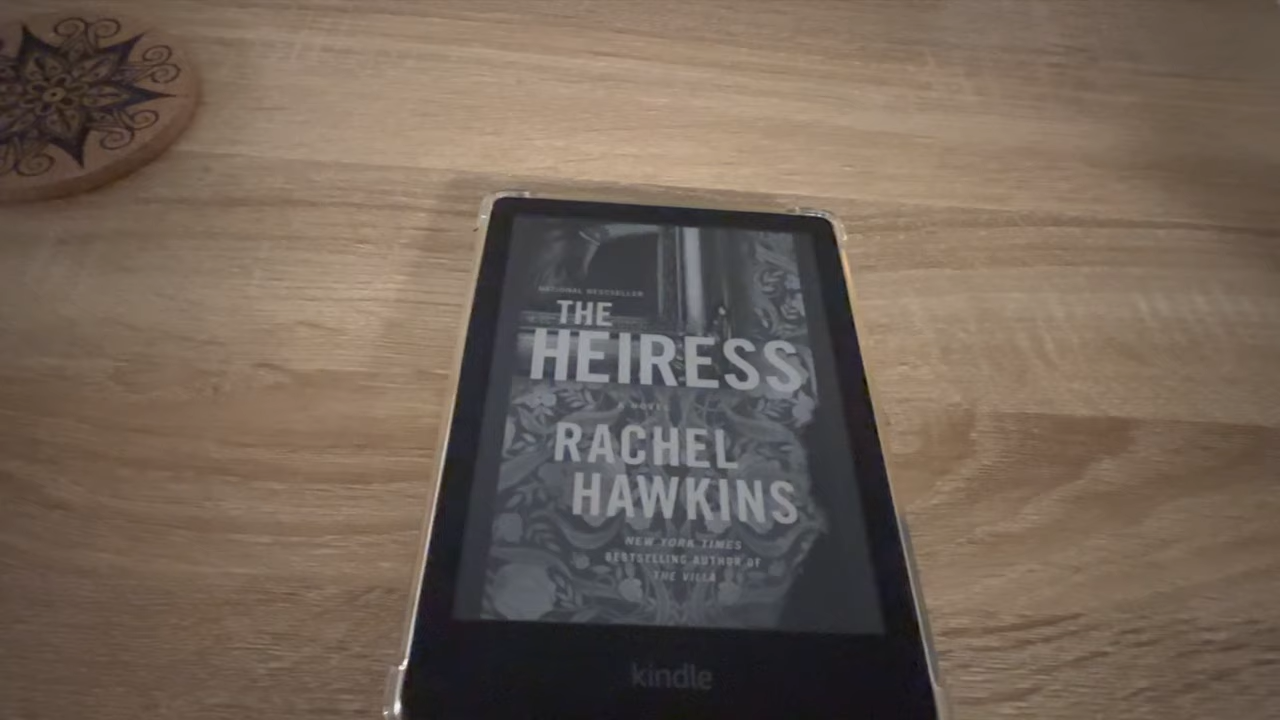 NATIONAL BESTSELLER
THE
HEIRESS
A NOVEL
RACHEL
HAWKINS
NEW YORK TIMES
BESTSELLING AUTHOR OF
THE VILLA
kindle